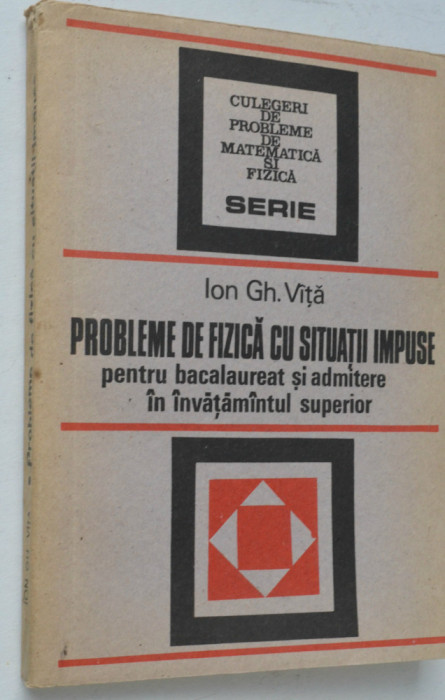 CULEGERI
DE
PROBLEME
DE
MATEMATICĂ
ȘI
FIZICĂ
SERIE
Ion Gh. Vîță
PROBLEME DE FIZICĂ CU SITUAȚII IMPUSE
pentru bacalaureat și admitere
în învățămîntul superior